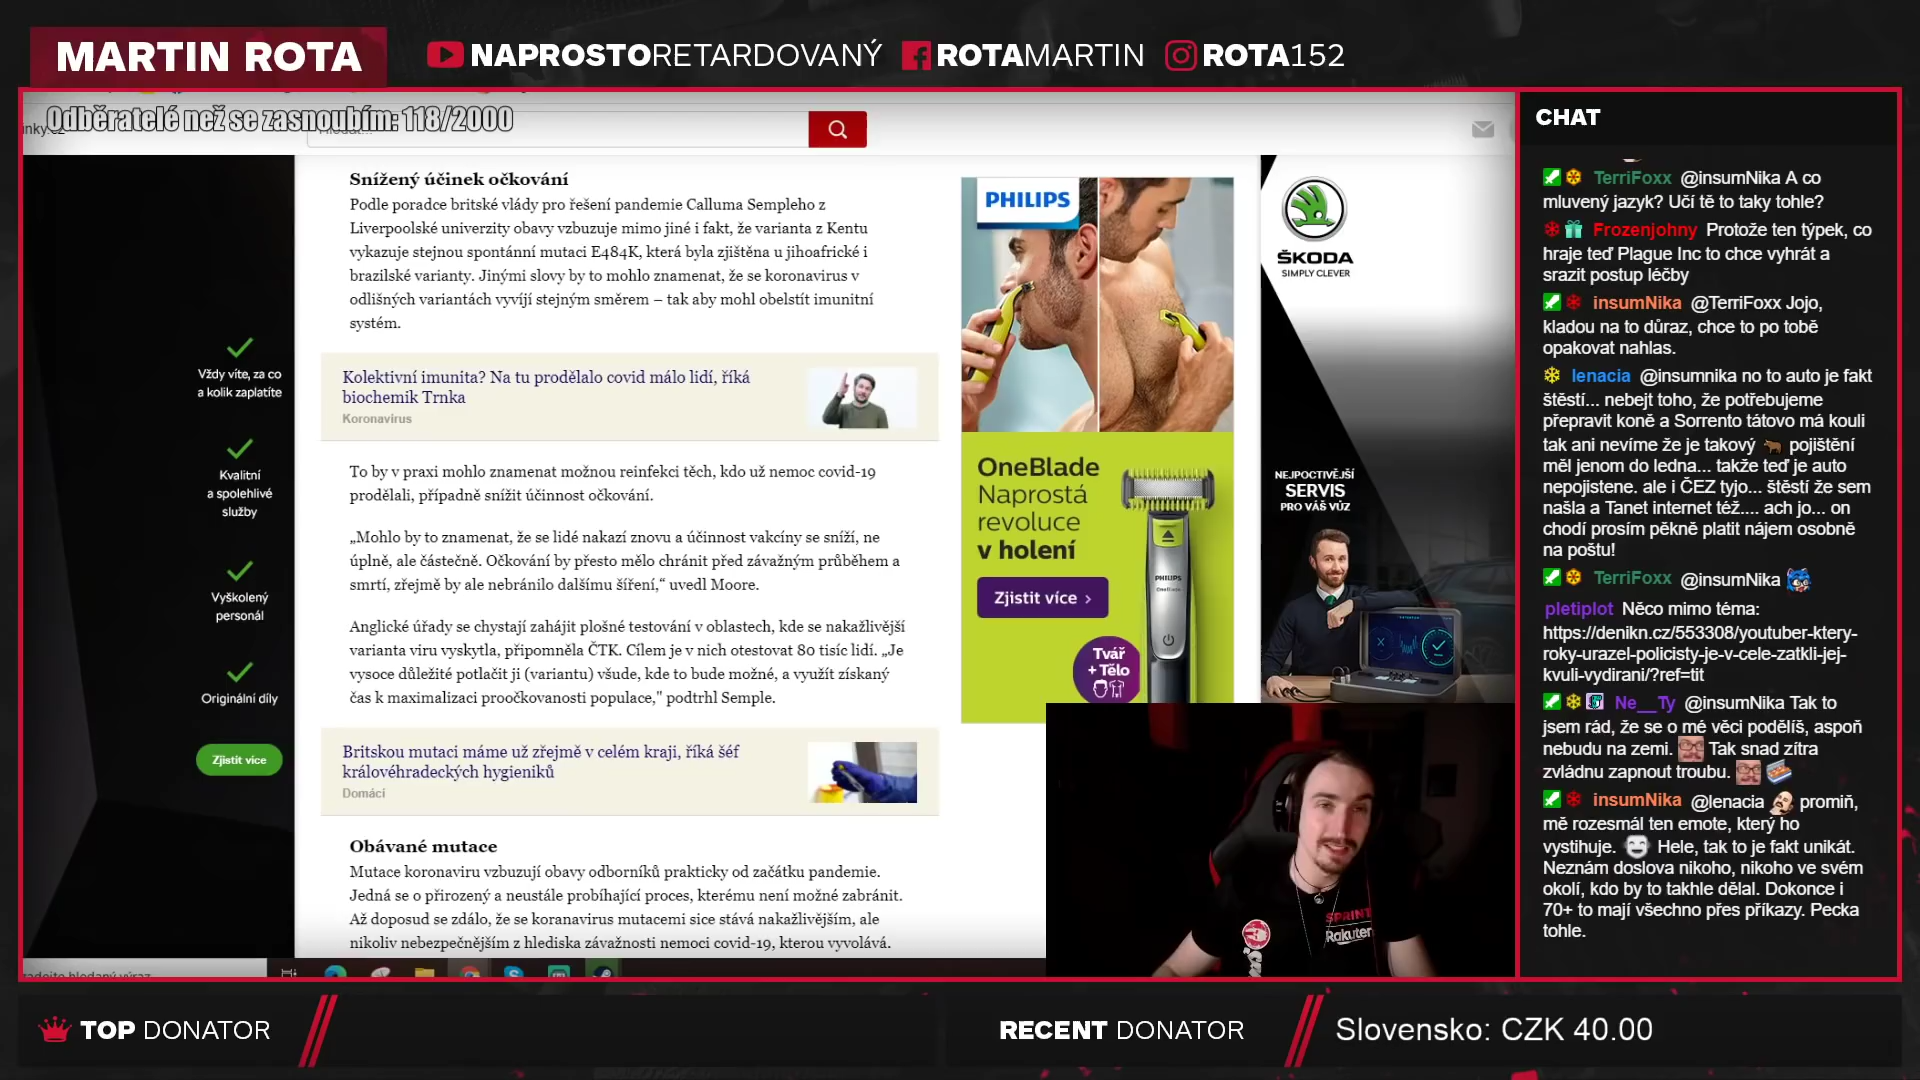 MARTIN ROTA
NAPROSTORETARDOVANÝ
ROTAMARTIN
ROTA152
Odběratelé než se zasnoubím: 118/2000
Vždy víte, za co
a kolik zaplatíte
Kvalitní
a spolehlivé
služby
Vyškolený
personál
Originální díly
Zjistit více
Snížený účinek očkování
Podle poradce britské vlády pro řešení pandemie Calluma Sempleho z
Liverpoolské univerzity obavy vzbuzuje mimo jiné i fakt, že varianta z Kentu
vykazuje stejnou spontánní mutaci E484K, která byla zjištěna u jihoafrické i
brazilské varianty. Jinými slovy by to mohlo znamenat, že se koronavirus v
odlišných variantách vyvíjí stejným směrem – tak aby mohl obelstít imunitní
systém.
Kolektivní imunita? Na tu prodělalo covid málo lidí, říká
biochemik Trnka
Koronavirus
To by v praxi mohlo znamenat možnou reinfekci těch, kdo už nemoc covid-19
prodělali, případně snížit účinnost očkování.
„Mohlo by to znamenat, že se lidé nakazí znovu a účinnost vakcíny se sníží, ne
úplně, ale částečně. Očkování by přesto mělo chránit před závažným průběhem a
smrtí, zřejmě by ale nebránilo dalšímu šíření,“ uvedl Moore.
Anglické úřady se chystají zahájit plošné testování v oblastech, kde se nakažlivější
varianta viru vyskytla, připomněla ČTK. Cílem je v nich otestovat 80 tisíc lidí. „Je
vysoce důležité potlačit ji (variantu) všude, kde to bude možné, a využít získaný
čas k maximalizaci proočkovanosti populace," podtrhl Semple.
Britskou mutaci máme už zřejmě v celém kraji, říká šéf
královéhradeckých hygieniků
Domácí
Obávané mutace
Mutace koronaviru vzbuzují obavy odborníků prakticky od začátku pandemie.
Jedná se o přirozený a neustále probíhající proces, kterému není možné zabránit.
Až doposud se zdálo, že se koranavirus mutacemi sice stává nakažlivějším, ale
nikoliv nebezpečnějším z hlediska závažnosti nemoci covid-19, kterou vyvolává.
PHILIPS
OneBlade
Naprostá
revoluce
v holení
Zjistit více ›
PHILIPS
Tvář
+ Tělo
ŠKODA
SIMPLY CLEVER
NEJPOCTIVĚJŠÍ
SERVIS
PRO VÁŠ VŮZ
SPRINT
Rakuten
CHAT
TerriFoxx @insumNika A co
mluvený jazyk? Učí tě to taky tohle?
Frozenjohny Protože ten týpek, co
hraje teď Plague Inc to chce vyhrát a
srazit postup léčby
insumNika @TerriFoxx Jojo,
kladou na to důraz, chce to po tobě
opakovat nahlas.
lenacia @insumnika no to auto je fakt
štěstí... nebejt toho, že potřebujeme
přepravit koně a Sorrento tátovo má kouli
tak ani nevíme že je takový pojištění
měl jenom do ledna... takže teď je auto
nepojistene. ale i ČEZ tyjo... štěstí že sem
našla a Tanet internet též.... ach jo... on
chodí prosím pěkně platit nájem osobně
na poštu!
TerriFoxx @insumNika
pletiplot Něco mimo téma:
https://denikn.cz/553308/youtuber-ktery-
roky-urazel-policisty-je-v-cele-zatkli-jej-
kvuli-vydirani/?ref=tit
Ne__Ty @insumNika Tak to
jsem rád, že se o mé věci podělíš, aspoň
nebudu na zemi. Tak snad zítra
zvládnu zapnout troubu.
insumNika @lenacia promiň,
mě rozesmál ten emote, který ho
vystihuje. Hele, tak to je fakt unikát.
Neznám doslova nikoho, nikoho ve svém
okolí, kdo by to takhle dělal. Dokonce i
70+ to mají všechno přes příkazy. Pecka
tohle.
TOP DONATOR
RECENT DONATOR
Slovensko: CZK 40.00